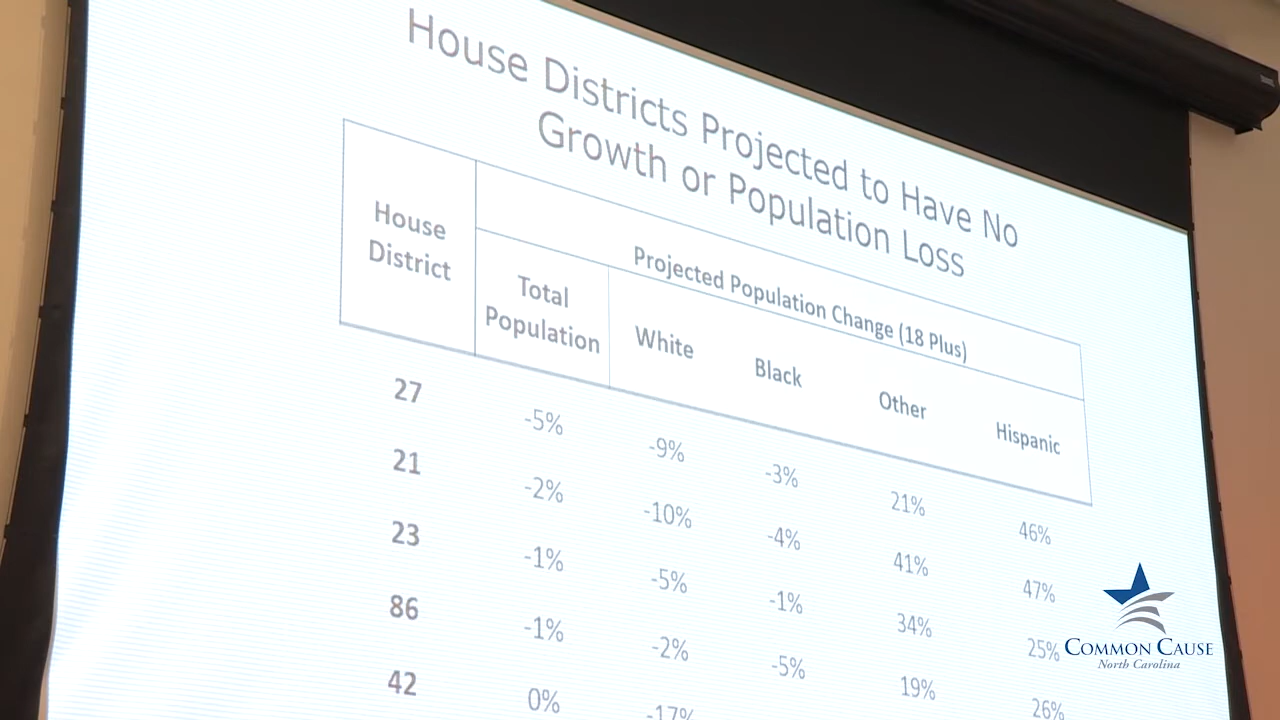 House Districts Projected to Have No
Growth or Population Loss
House
District
Projected Population Change (18 Plus)
Total
Population
White
Black
Other
Hispanic
27 -5% -9% -3% 21% 46%
21 -2% -10% -4% 41% 47%
23 -1% -5% -1% 34% 25%
86 -1% -2% -5% 19% 26%
42 0% -17%
COMMON CAUSE
North Carolina